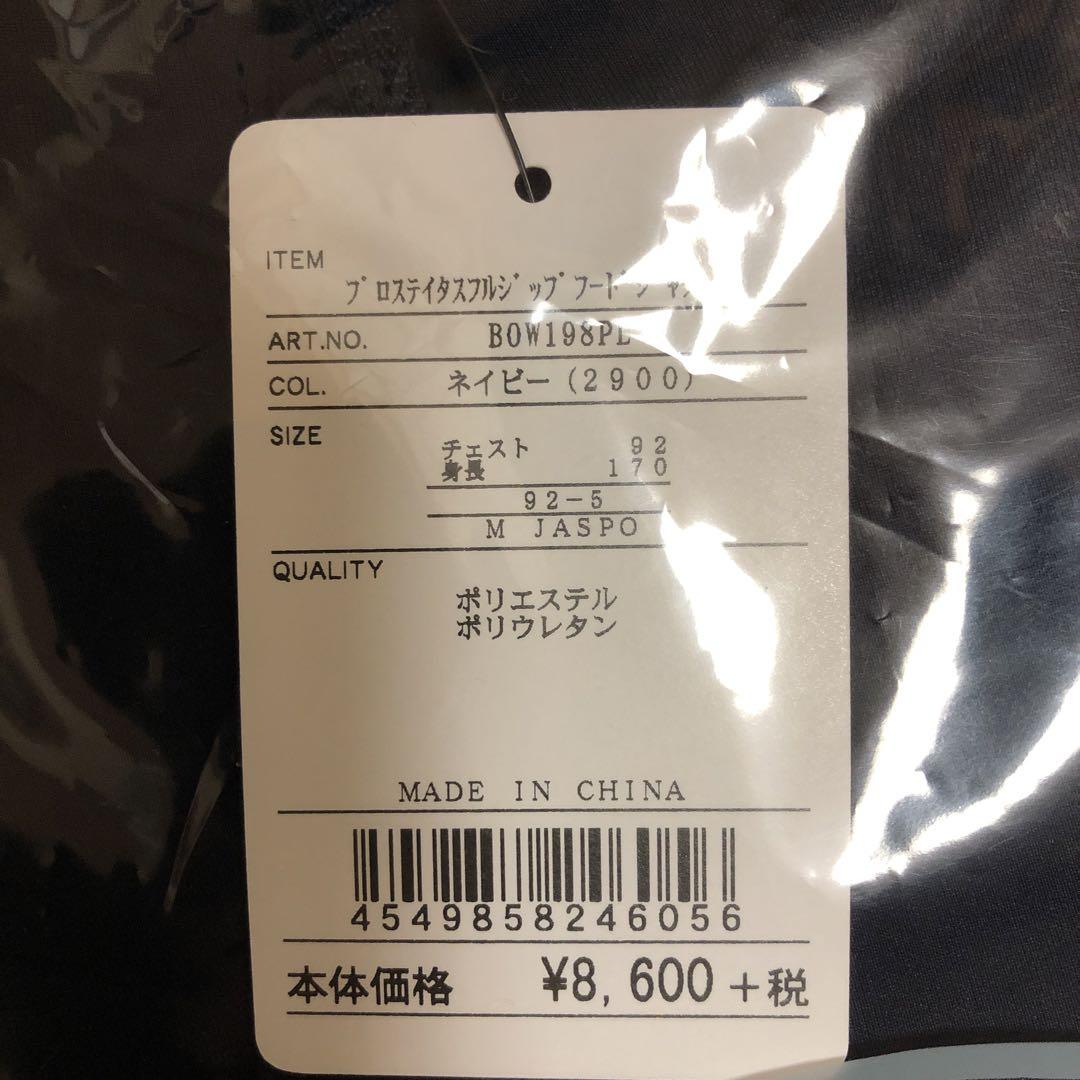 ITEM
プロステイタスフルジップフード
ART.NO. BOW198PL
COL. ネイビー(2900)
SIZE
チェスト 92
身長 170
92-5
M JASPO
QUALITY
ポリエステル
ポリウレタン
MADE IN CHINA
4549858246056
本体価格 ¥8,600+税